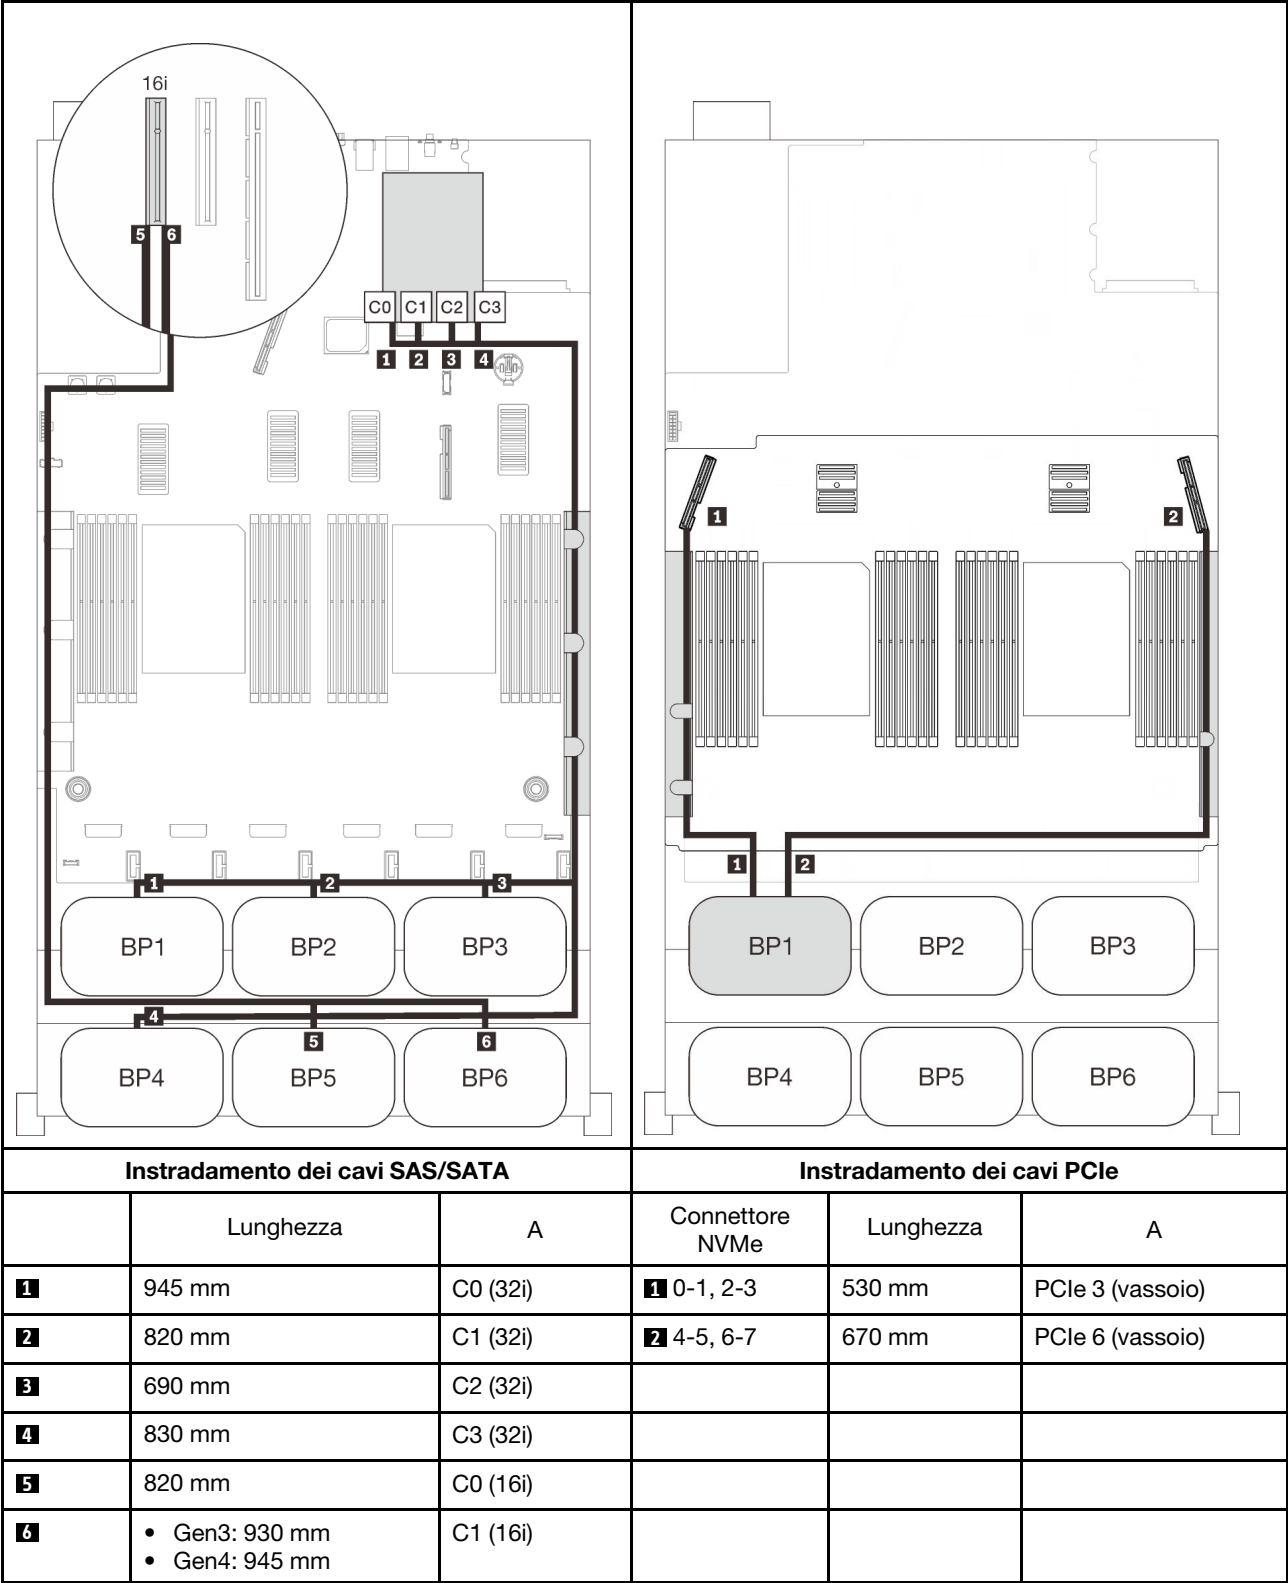 16i
5 6
C0 C1 C2 C3
1 2 3 4
1 2 3
BP1 BP2 BP3
4
5 6
BP4 BP5 BP6
1 2
1 2
BP1 BP2 BP3
BP4 BP5 BP6
Instradamento dei cavi SAS/SATA
Instradamento dei cavi PCIe
Lunghezza A Connettore NVMe Lunghezza A
1 945 mm C0 (32i) 1 0-1, 2-3 530 mm PCIe 3 (vassoio)
2 820 mm C1 (32i) 2 4-5, 6-7 670 mm PCIe 6 (vassoio)
3 690 mm C2 (32i)
4 830 mm C3 (32i)
5 820 mm C0 (16i)
6 • Gen3: 930 mm C1 (16i)
• Gen4: 945 mm